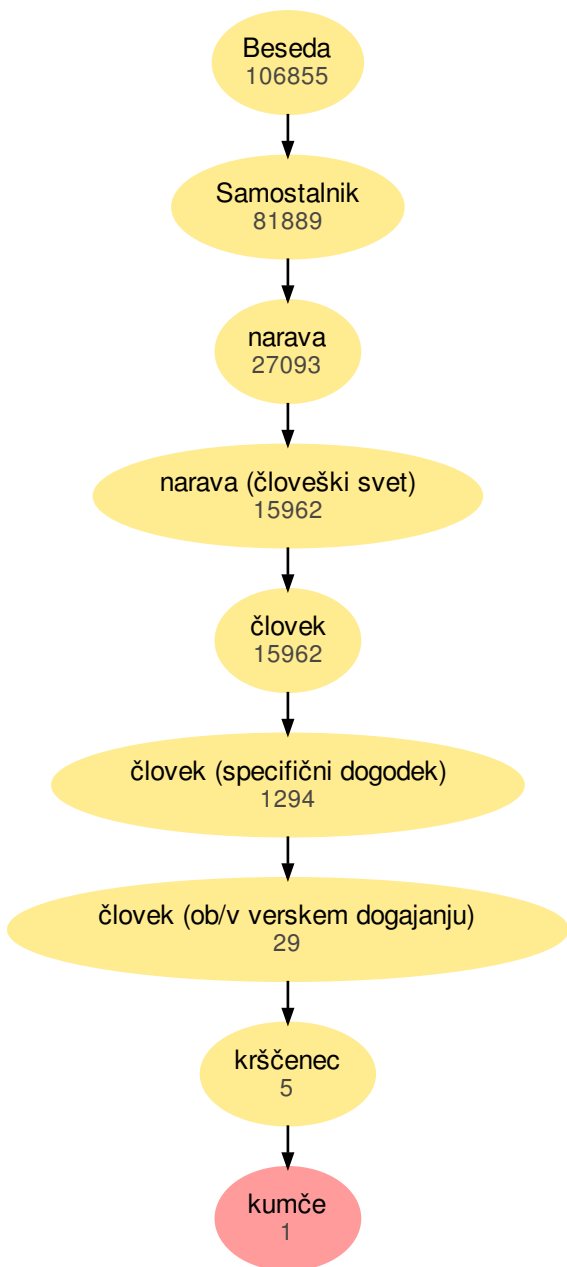 Beseda
106855
Samostalnik
81889
narava
27093
narava (človeški svet)
15962
človek
15962
človek (specifični dogodek)
1294
človek (ob/v verskem dogajanju)
29
krščenec
5
kumče
1